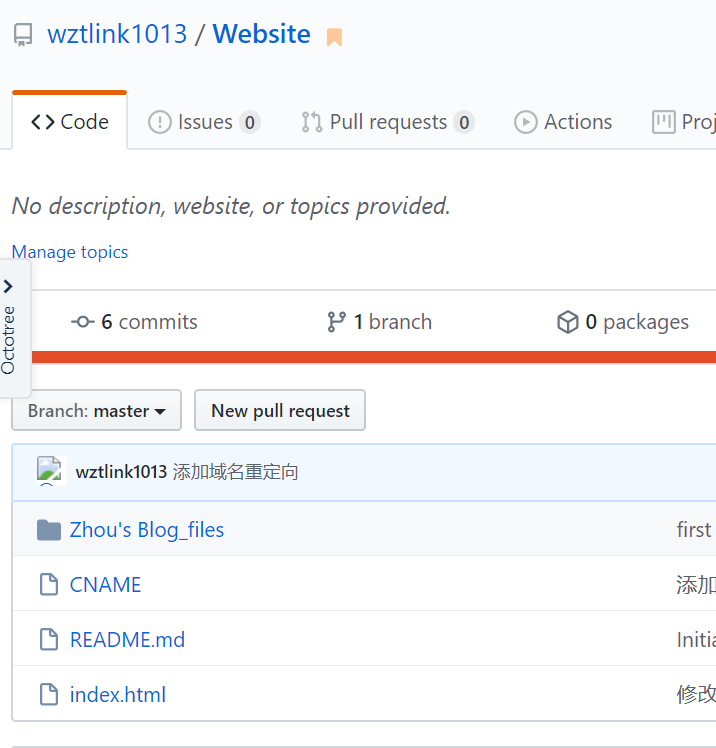 wztlink1013 / Website
Code Issues 0 Pull requests 0 Actions Proj
No description, website, or topics provided.
Manage topics
Octotree
6 commits 1 branch 0 packages
Branch: master New pull request
wztlink1013 添加域名重定向
Zhou's Blog_files first
CNAME 添加
README.md Initia
index.html 修改